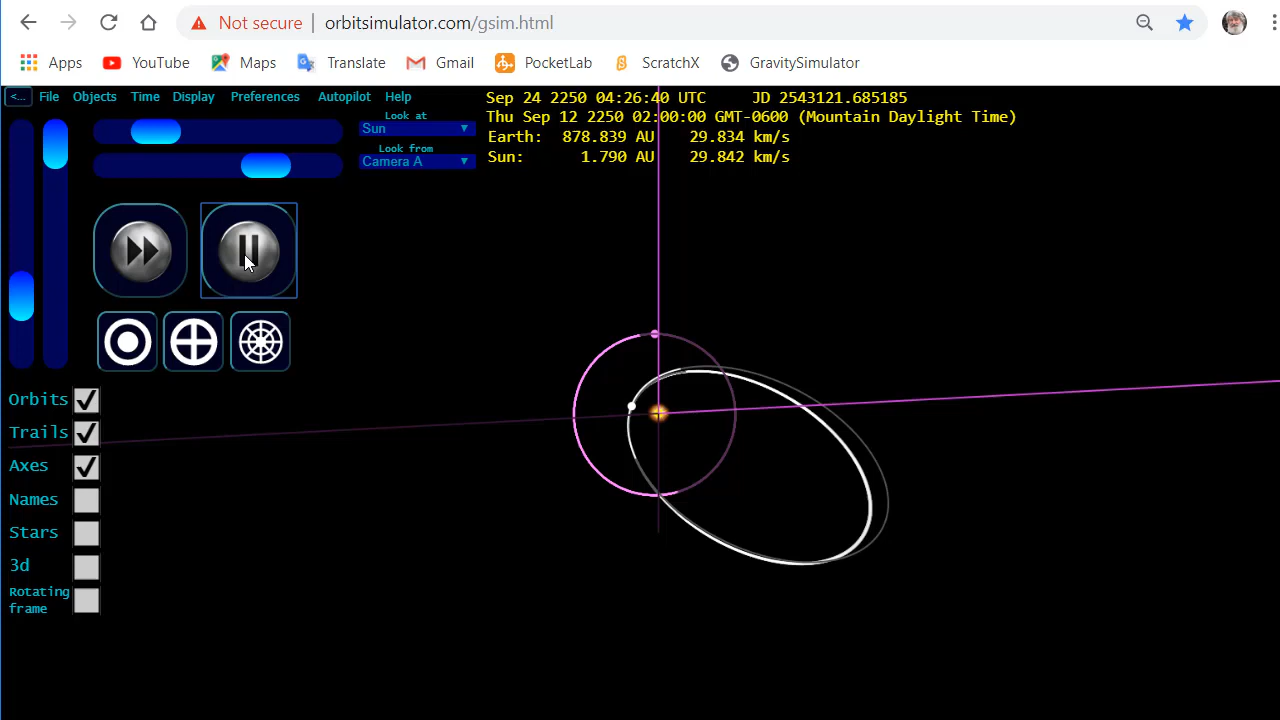 Not secure orbitsimulator.com/gsim.html
Apps YouTube Maps Translate Gmail PocketLab ScratchX GravitySimulator
<... File Objects Time Display Preferences Autopilot Help
Look at
Sun
Look from
Camera A
Sep 24 2250 04:26:40 UTC JD 2543121.685185
Thu Sep 12 2250 02:00:00 GMT-0600 (Mountain Daylight Time)
Earth: 878.839 AU 29.834 km/s
Sun: 1.790 AU 29.842 km/s
Orbits
Trails
Axes
Names
Stars
3d
Rotating
frame